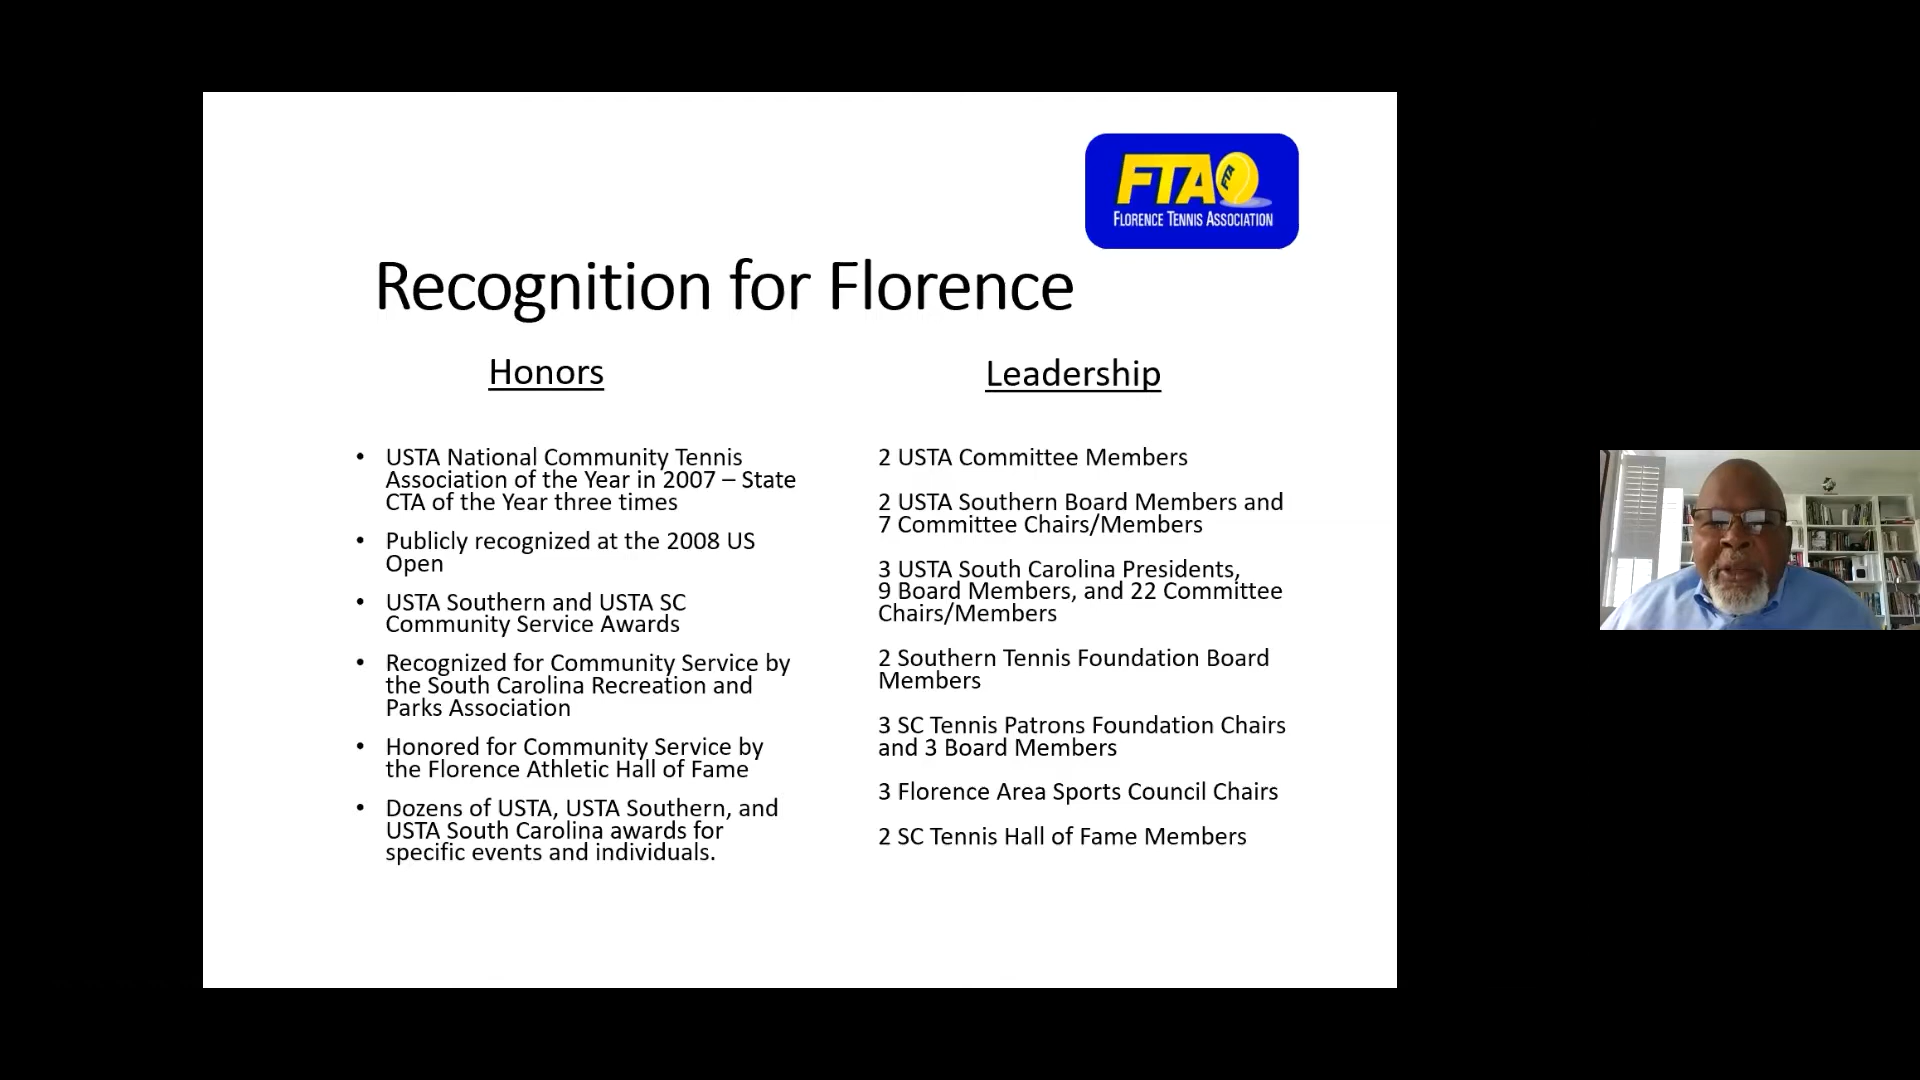 FTA
FTA
FLORENCE TENNIS ASSOCIATION
Recognition for Florence
Honors
• USTA National Community Tennis
Association of the Year in 2007 – State
CTA of the Year three times
• Publicly recognized at the 2008 US
Open
• USTA Southern and USTA SC
Community Service Awards
• Recognized for Community Service by
the South Carolina Recreation and
Parks Association
• Honored for Community Service by
the Florence Athletic Hall of Fame
• Dozens of USTA, USTA Southern, and
USTA South Carolina awards for
specific events and individuals.
Leadership
2 USTA Committee Members
2 USTA Southern Board Members and
7 Committee Chairs/Members
3 USTA South Carolina Presidents,
9 Board Members, and 22 Committee
Chairs/Members
2 Southern Tennis Foundation Board
Members
3 SC Tennis Patrons Foundation Chairs
and 3 Board Members
3 Florence Area Sports Council Chairs
2 SC Tennis Hall of Fame Members